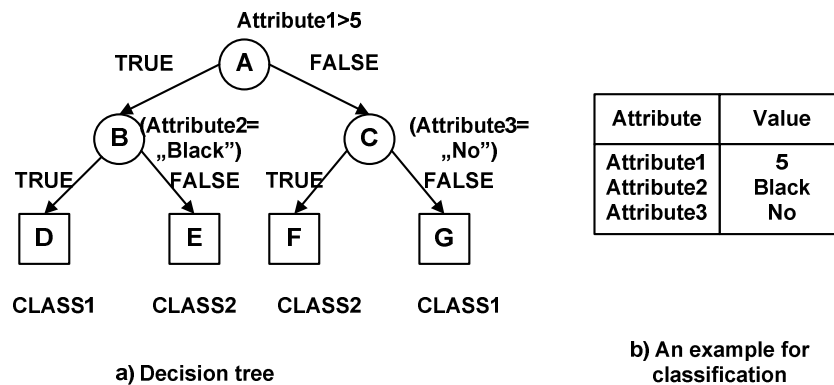 Attribute1>5
TRUE
A
FALSE
B
(Attribute2=
„Black”)
C
(Attribute3=
„No”)
TRUE
FALSE
TRUE
FALSE
D
E
F
G
CLASS1
CLASS2
CLASS2
CLASS1
a) Decision tree
Attribute Value
Attribute1 5
Attribute2 Black
Attribute3 No
b) An example for
classification